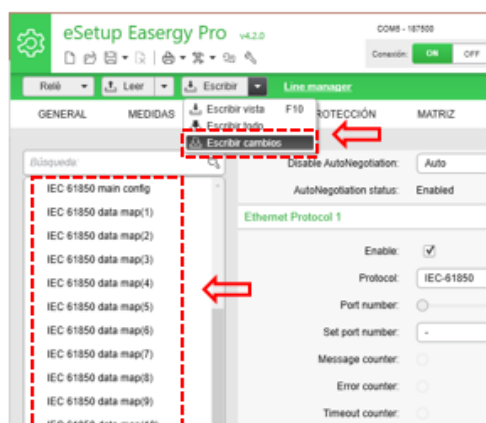 eSetup Easergy Pro v4.2.0
COM6 - 187500
Conexión: ON OFF
Relé Leer Escribir Line manager
GENERAL MEDIDAS PROTECCIÓN MATRIZ
Escribir vista F10
Escribir todo
Escribir cambios
Búsqueda:
Disable AutoNegotiation: Auto
IEC 61850 main config
AutoNegotiation status: Enabled
IEC 61850 data map(1)
Ethernet Protocol 1
IEC 61850 data map(2)
Enable:
IEC 61850 data map(3)
Protocol: IEC-61850
IEC 61850 data map(4)
Port number:
IEC 61850 data map(5)
Set port number: -
IEC 61850 data map(6)
Message counter:
IEC 61850 data map(7)
Error counter:
IEC 61850 data map(8)
IEC 61850 data map(9)
Timeout counter: